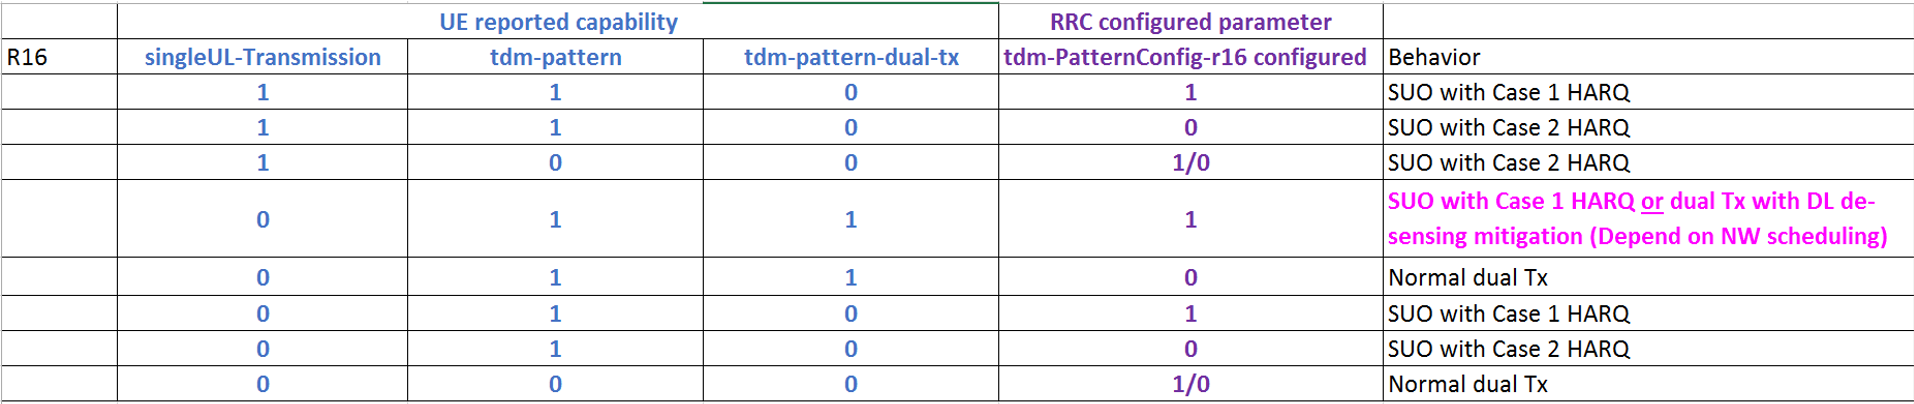 UE reported capability RRC configured parameter
R16 singleUL-Transmission tdm-pattern tdm-pattern-dual-tx tdm-PatternConfig-r16 configured Behavior
1 1 0 1 SUO with Case 1 HARQ
1 1 0 0 SUO with Case 2 HARQ
1 0 0 1/0 SUO with Case 2 HARQ
0 1 1 1 SUO with Case 1 HARQ or dual Tx with DL de-
sensing mitigation (Depend on NW scheduling)
0 1 1 0 Normal dual Tx
0 1 0 1 SUO with Case 1 HARQ
0 1 0 0 SUO with Case 2 HARQ
0 0 0 1/0 Normal dual Tx